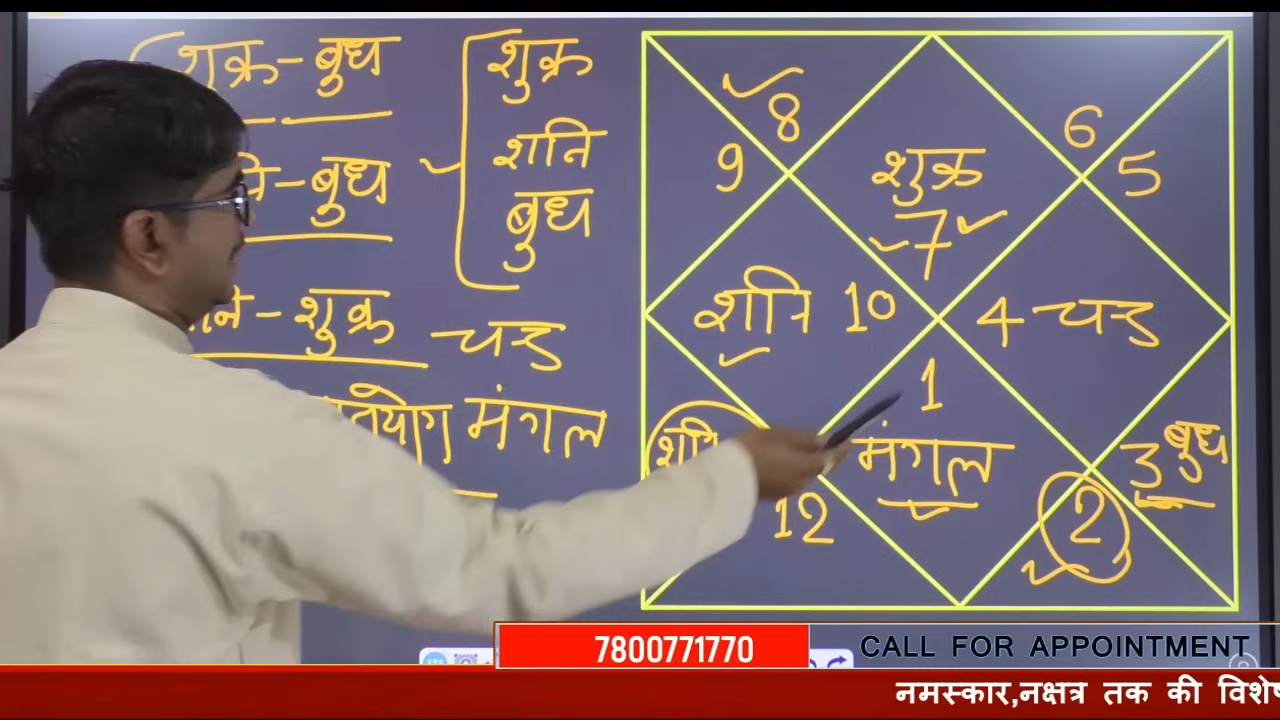 शुक्र-बुध
-बुध
- शुक्र
शुक्र
शनि
बुध
चन्द्र
मंगल
8
9
6
5
शुक्र
7
शनि 10
4 - चन्द्र
1
मंगल
3 बुध
2
12
7800771770
CALL FOR APPOINTMENT
नमस्कार,नक्षत्र तक की